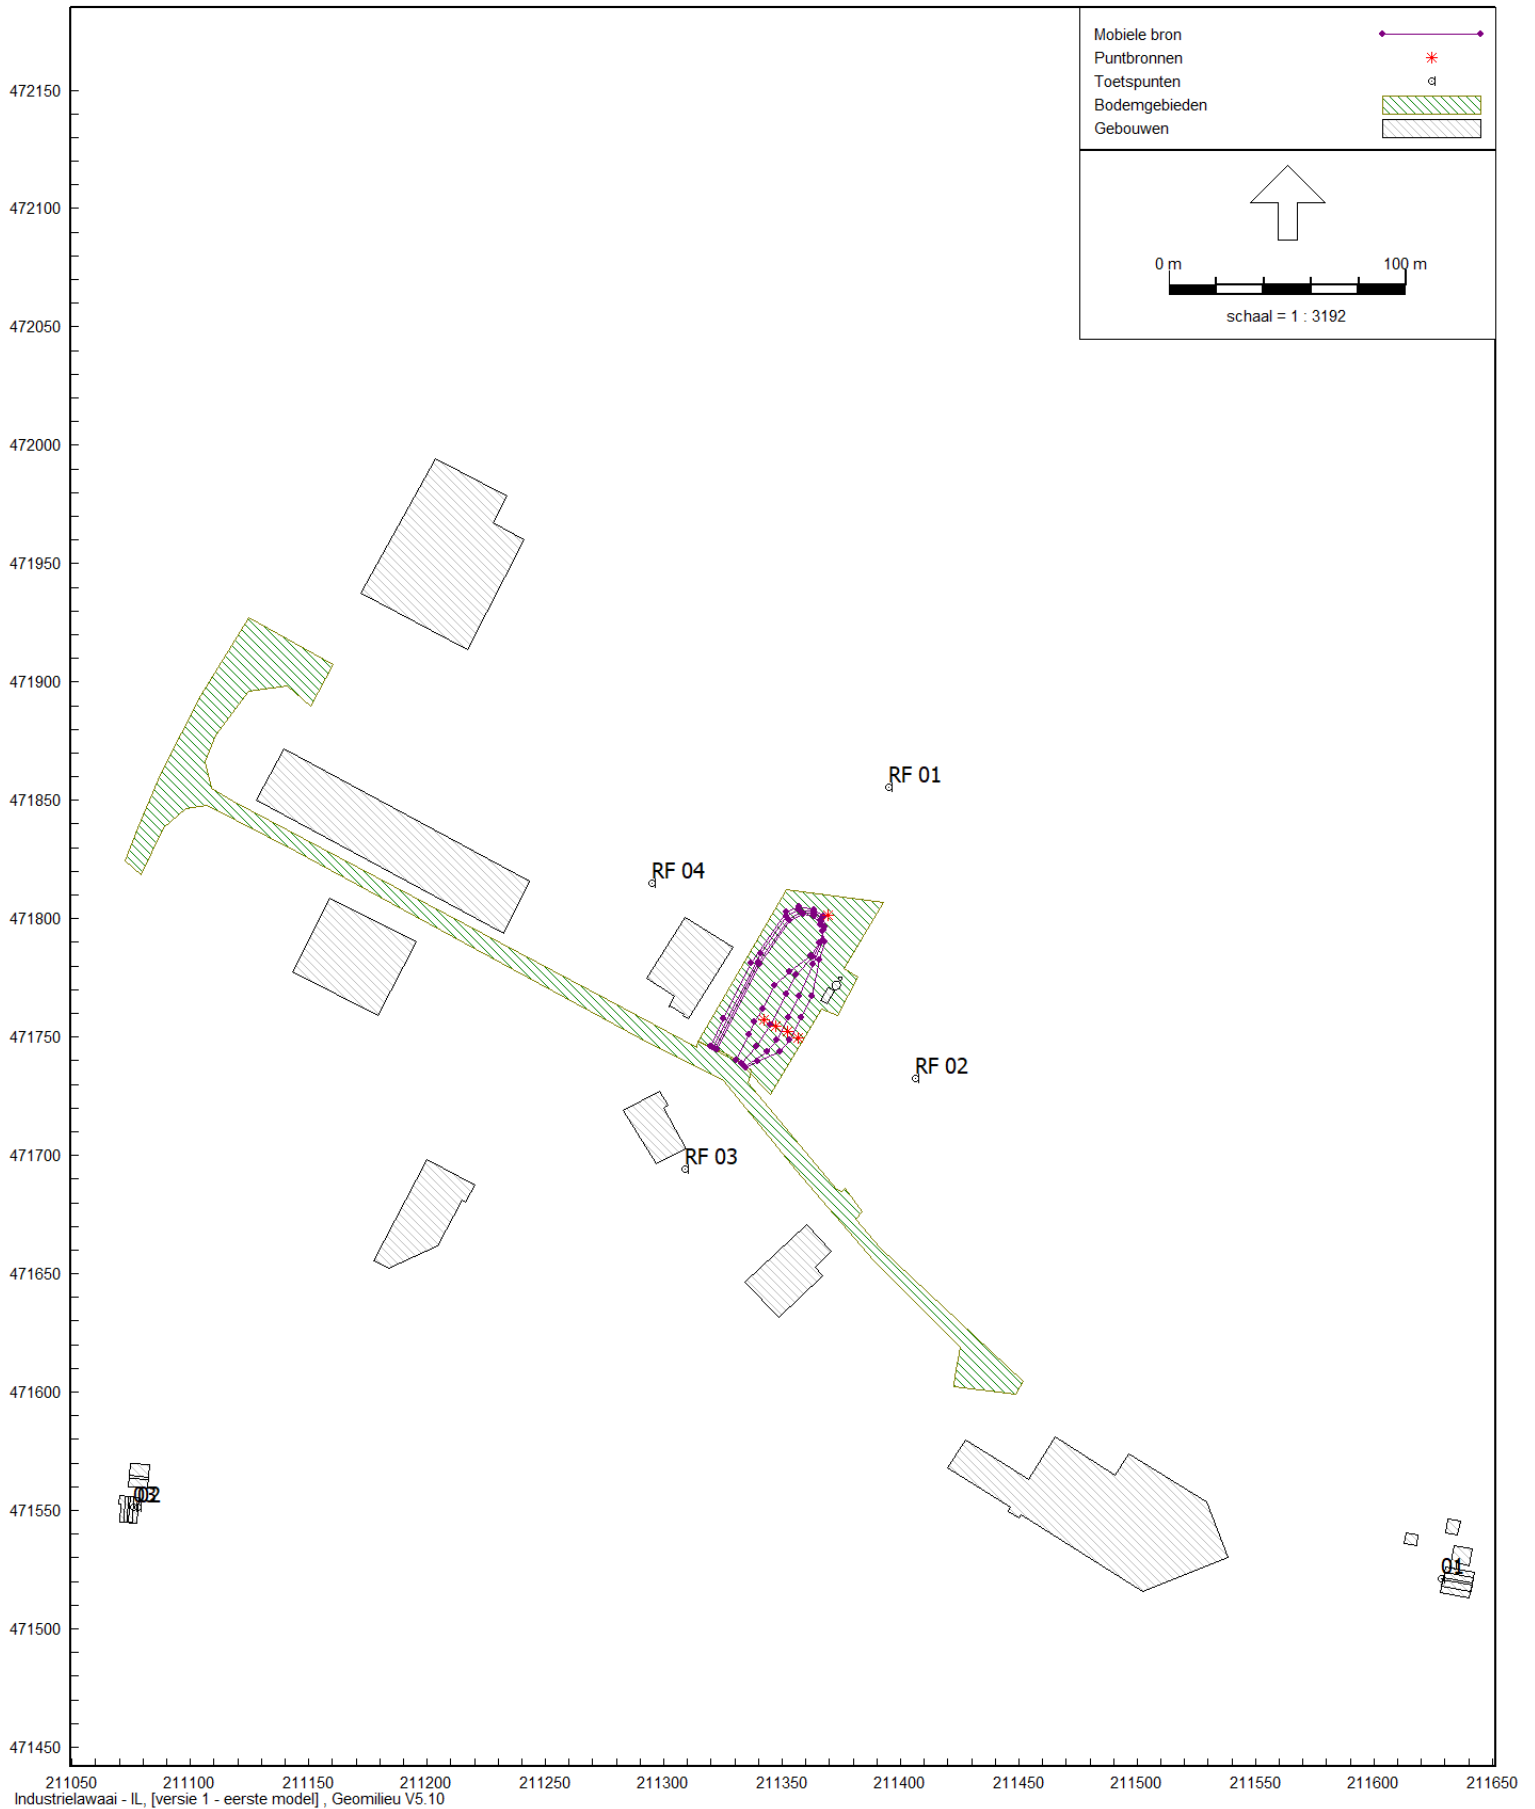 Mobiele bron
Puntbronnen
Toetspunten
Bodemgebieden
Gebouwen
0 m 100 m
schaal = 1 : 3192
472150
472100
472050
472000
471950
471900
471850
471800
471750
471700
471650
471600
471550
471500
471450
RF 01
RF 04
RF 02
RF 03
02
01
211050 211100 211150 211200 211250 211300 211350 211400 211450 211500 211550 211600 211650
Industrielawaai - IL, [versie 1 - eerste model] , Geomilieu V5.10